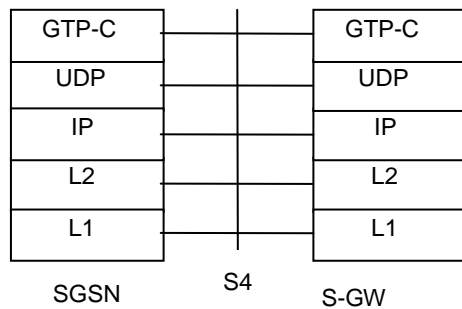 GTP-C GTP-C
UDP UDP
IP IP
L2 L2
L1 L1
SGSN S4 S-GW